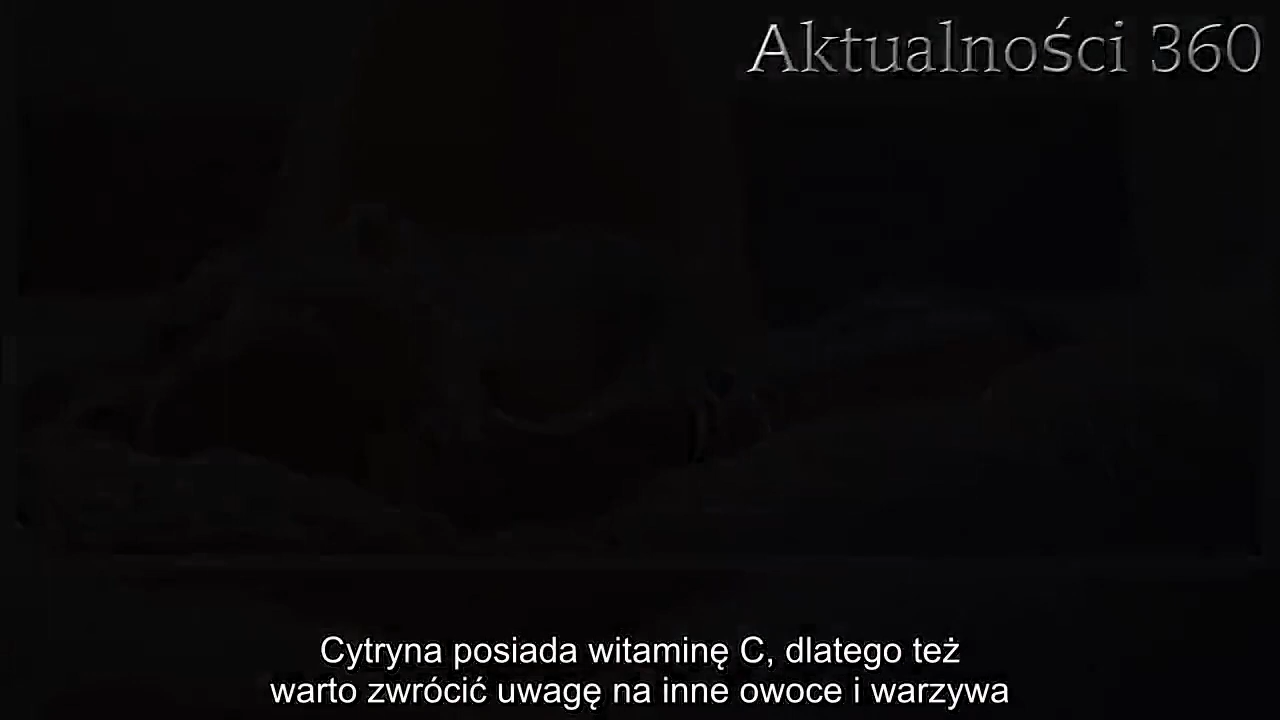 Aktualności 360
Cytryna posiada witaminę C, dlatego też
warto zwrócić uwagę na inne owoce i warzywa